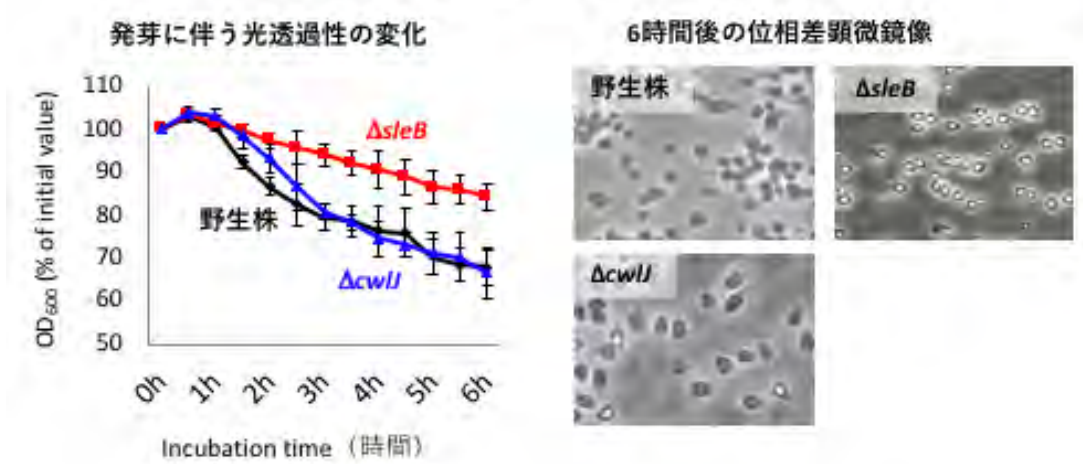 発芽に伴う光透過性の変化
6時間後の位相差顕微鏡像
110
100
90
80
70
60
50
OD₆₀₀ (% of initial value)
ΔsleB
野生株
ΔcwlJ
0h
1h
2h
3h
4h
5h
6h
Incubation time （時間）
野生株
ΔsleB
ΔcwlJ